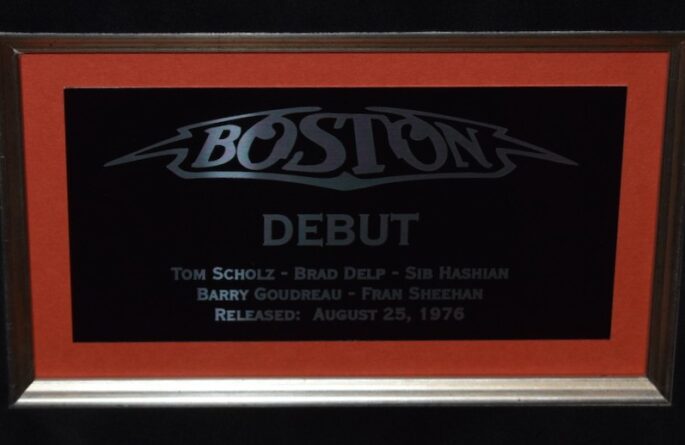 BOSTON
DEBUT
TOM SCHOLZ - BRAD DELP - SIB HASHIAN
BARRY GOUDREAU - FRAN SHEEHAN
RELEASED: AUGUST 25, 1976